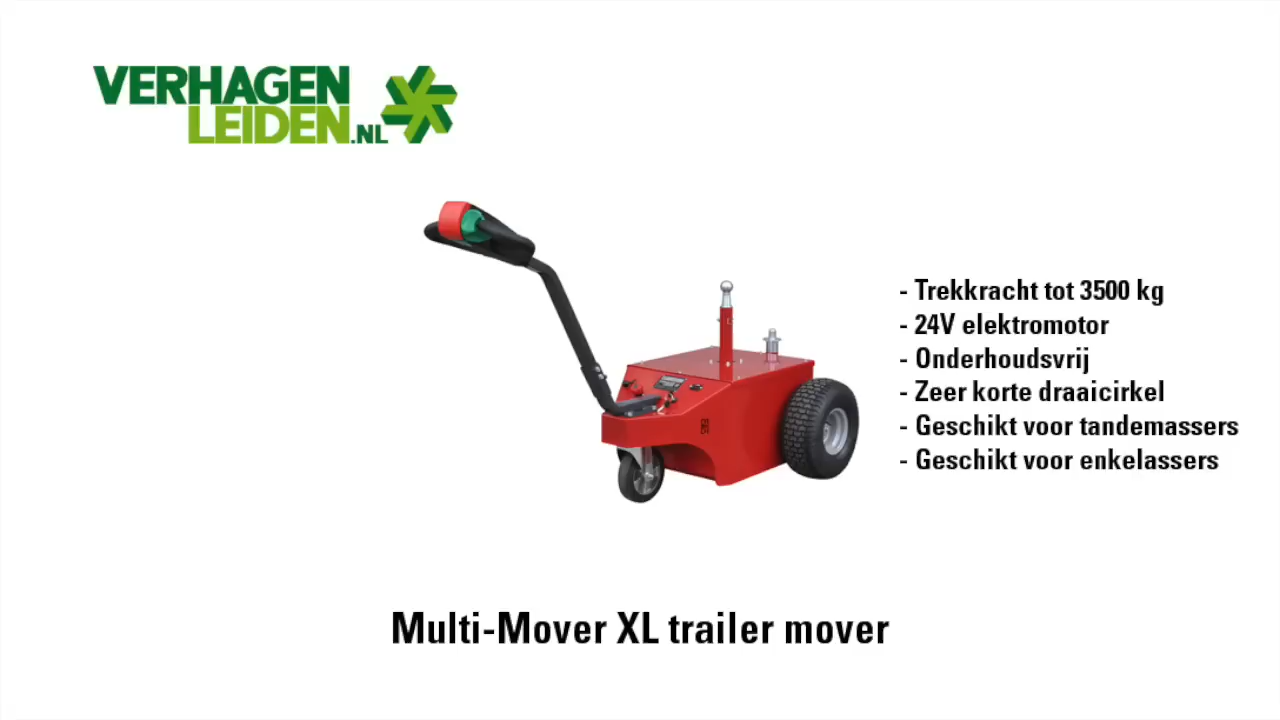 VERHAGEN
LEIDEN.NL
- Trekkracht tot 3500 kg
- 24V elektromotor
- Onderhoudsvrij
- Zeer korte draaicirkel
- Geschikt voor tandemassers
- Geschikt voor enkelassers
Multi-Mover XL trailer mover